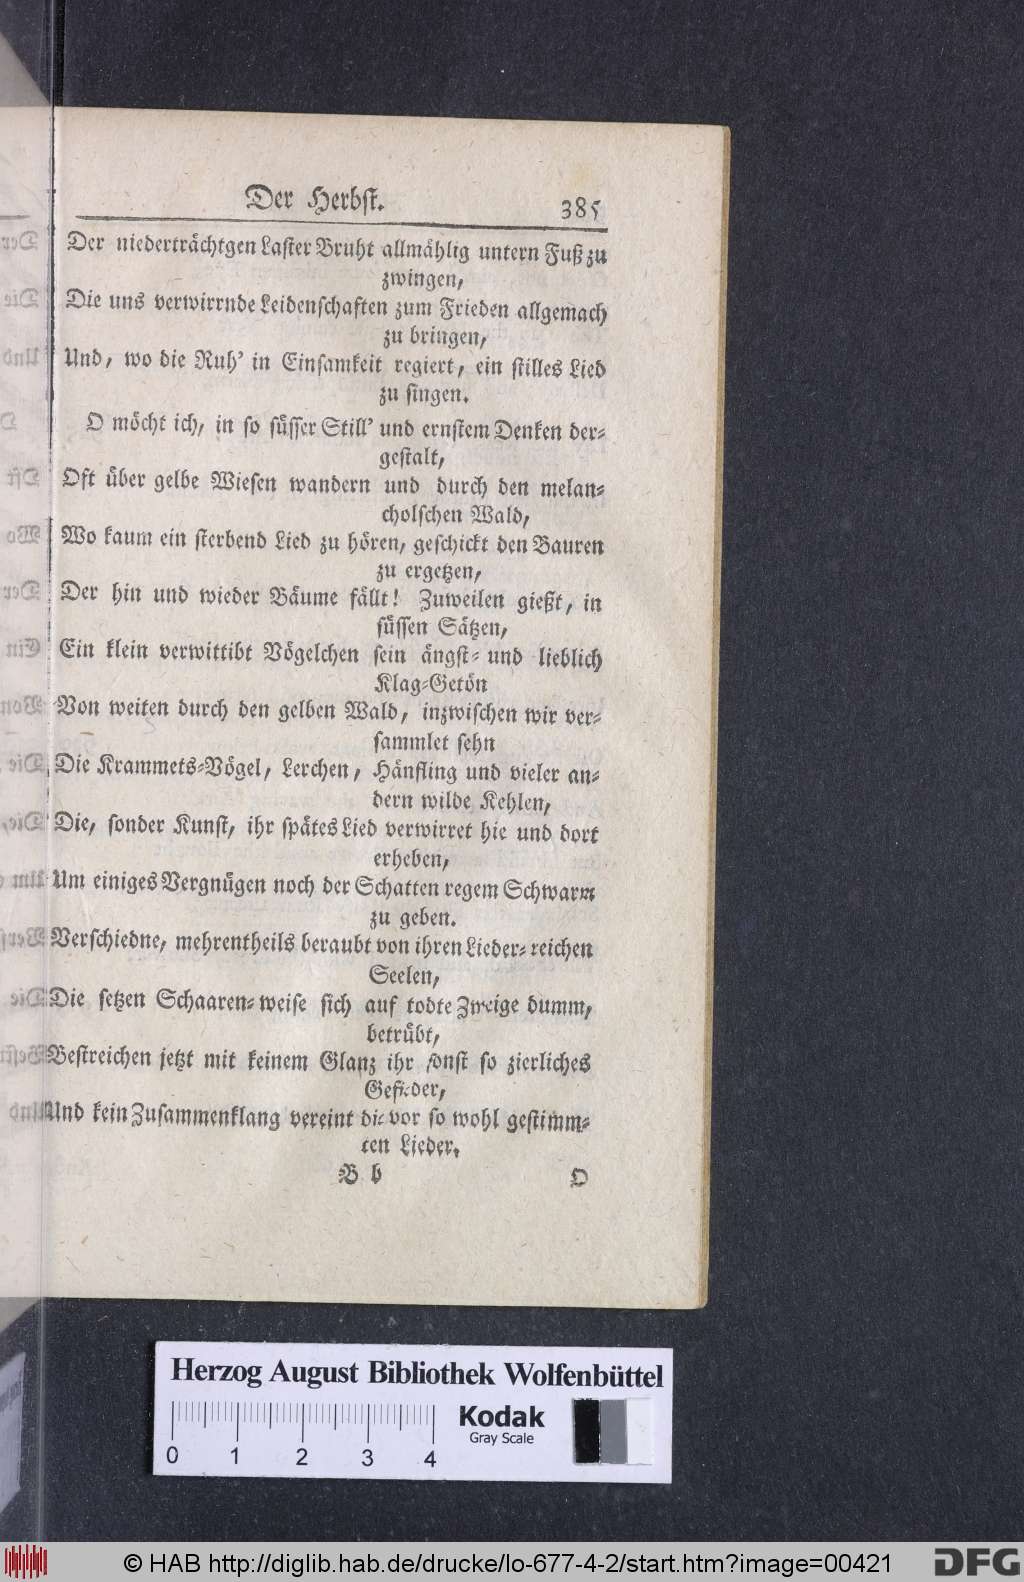 Der Herbst. 385
Der niederträchtgen Laster Bruht allmählig untern Fuß zu
zwingen,
Die uns verwirrnde Leidenschaften zum Frieden allgemach
zu bringen,
Und, wo die Ruh' in Einsamkeit regiert, ein stilles Lied
zu singen.
O möcht ich, in so süsser Still' und ernstem Denken der-
gestalt,
Oft über gelbe Wiesen wandern und durch den melan-
cholschen Wald,
Wo kaum ein sterbend Lied zu hören, geschickt den Bauren
zu ergetzen,
Der hin und wieder Bäume fällt! Zuweilen gießt, in
süssen Sätzen,
Ein klein verwittibt Vögelchen sein ängst- und lieblich
Klag-Getön
Von weiten durch den gelben Wald, inzwischen wir ver-
sammlet sehn
Die Krammets-Vögel, Lerchen, Hänfling und vieler an-
dern wilde Kehlen,
Die, sonder Kunst, ihr spätes Lied verwirret hie und dort
erheben,
Um einiges Vergnügen noch der Schatten regem Schwarm
zu geben.
Verschiedne, mehrentheils beraubt von ihren Lieder-reichen
Seelen,
Die setzen Schaaren-weise sich auf todte Zweige dumm,
betrübt,
Bestreichen jetzt mit keinem Glanz ihr sonst so zierliches
Gefieder,
Und kein Zusammenklang vereint die vor so wohl gestimm-
ten Lieder.
B b O
Herzog August Bibliothek Wolfenbüttel
Kodak
Gray Scale
0 1 2 3 4
© HAB http://diglib.hab.de/drucke/lo-677-4-2/start.htm?image=00421
DFG